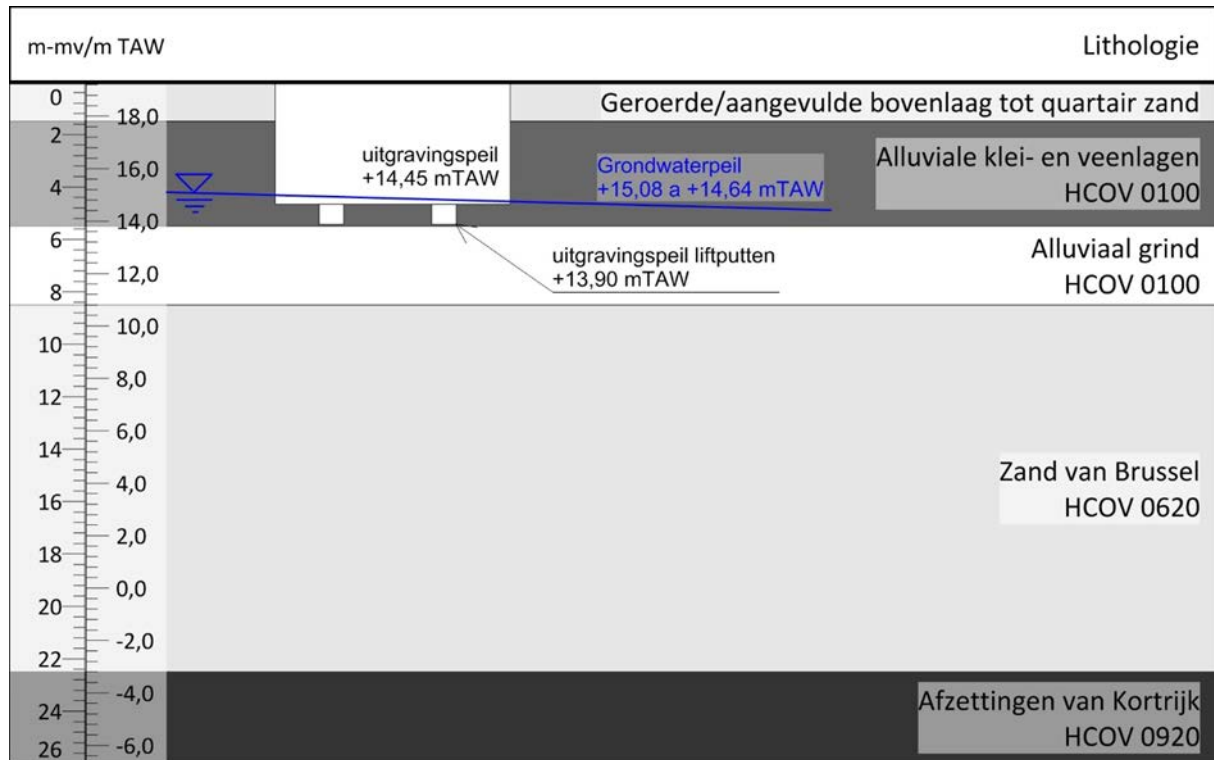 m-mv/m TAW
Lithologie
0
18,0
Geroerde/aangevulde bovenlaag tot quartair zand
2
uitgravingspeil
+14,45 mTAW
16,0
Grondwaterpeil
+15,08 a +14,64 mTAW
Alluviale klei- en veenlagen
HCOV 0100
4
14,0
6
uitgravingspeil liftputten
+13,90 mTAW
12,0
Alluviaal grind
HCOV 0100
8
10,0
10
8,0
12
6,0
14
4,0
Zand van Brussel
HCOV 0620
16
2,0
18
0,0
20
-2,0
22
-4,0
Afzettingen van Kortrijk
HCOV 0920
24
-6,0
26